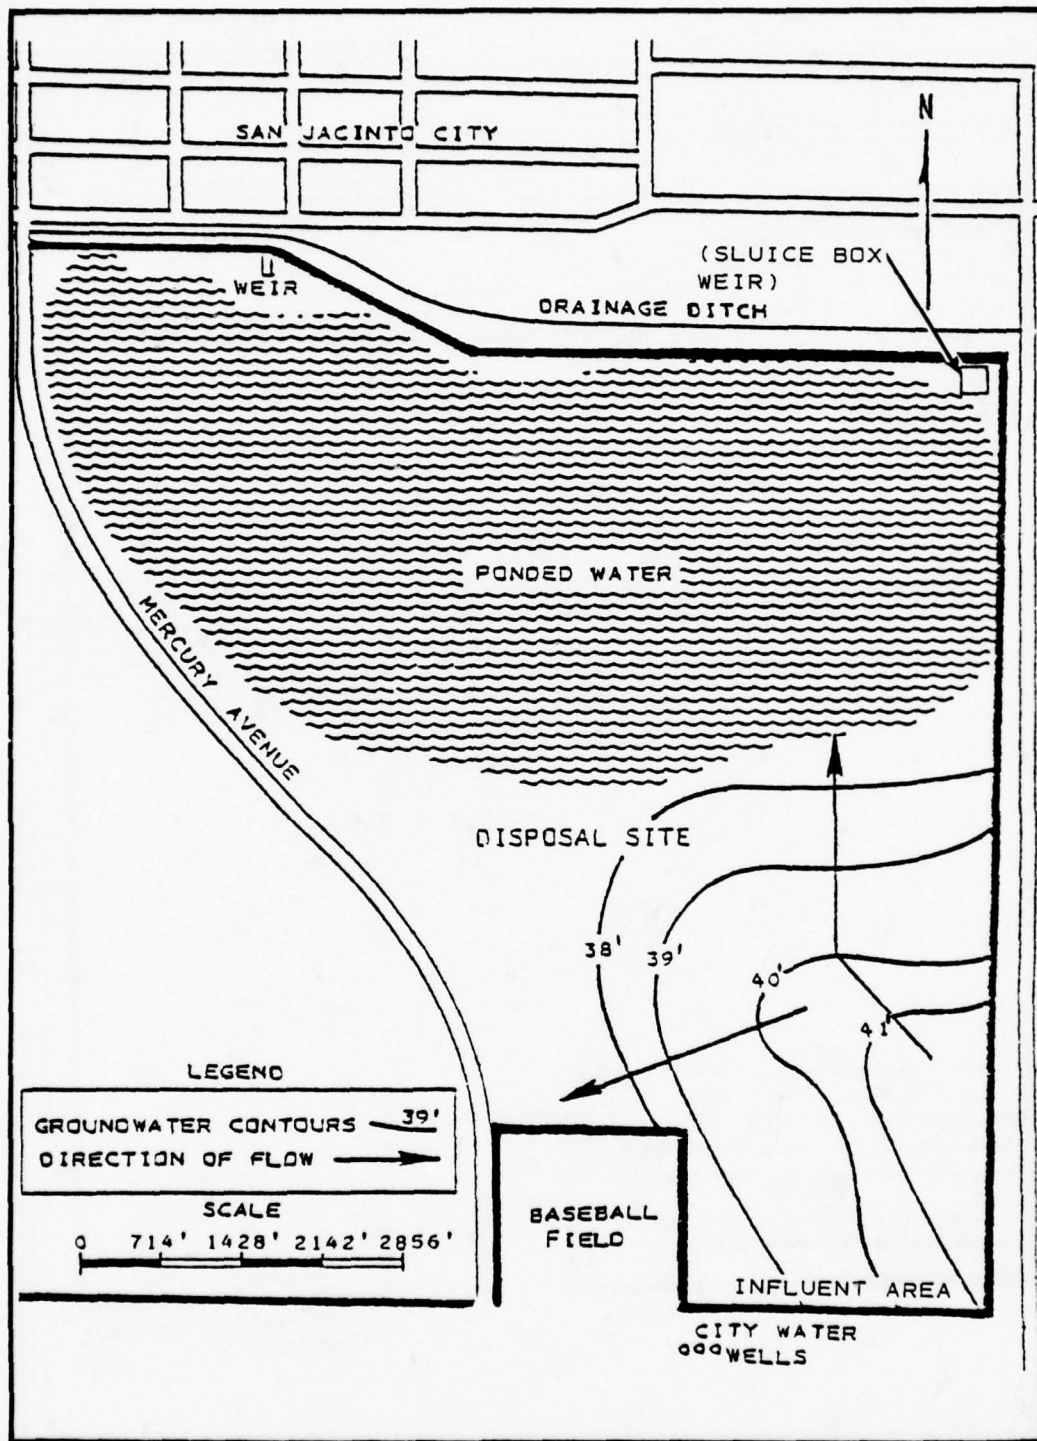 SAN JACINTO CITY
N
(SLUICE BOX
WEIR)
WEIR
DRAINAGE DITCH
PONDED WATER
MERCURY AVENUE
DISPOSAL SITE
38'
39'
40'
41'
LEGEND
GROUNDWATER CONTOURS 39'
DIRECTION OF FLOW
SCALE
0 714' 1428' 2142' 2856'
BASEBALL
FIELD
INFLUENT AREA
CITY WATER
WELLS